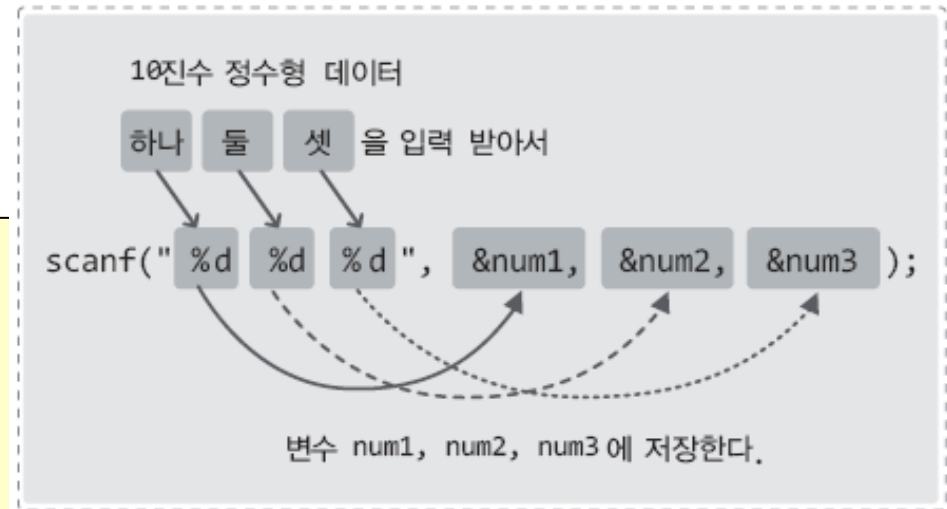 10진수 정수형 데이터
하나 둘 셋 을 입력 받아서
scanf(" %d %d %d ", &num1, &num2, &num3 );
변수 num1, num2, num3 에 저장한다.